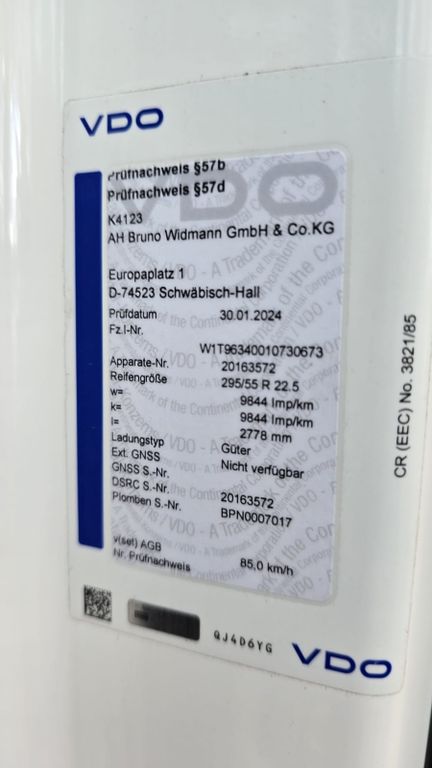 VDO
Prüfnachweis §57b
Prüfnachweis §57d
K4123
AH Bruno Widmann GmbH & Co.KG
Europaplatz 1
D-74523 Schwäbisch-Hall
Prüfdatum 30.01.2024
Fz.I-Nr.
W1T96340010730673
Apparate-Nr. 20163572
Reifengröße 295/55 R 22.5
w= 9844 Imp/km
k= 9844 Imp/km
l= 2778 mm
Ladungstyp Güter
Ext. GNSS Nicht verfügbar
GNSS S.-Nr.
DSRC S.-Nr. 20163572
Plomben S.-Nr. BPN0007017
v(set) AGB 85,0 km/h
Nr. Prüfnachweis
QJ4D6YG
VDO
CR (EEC) No. 3821/85